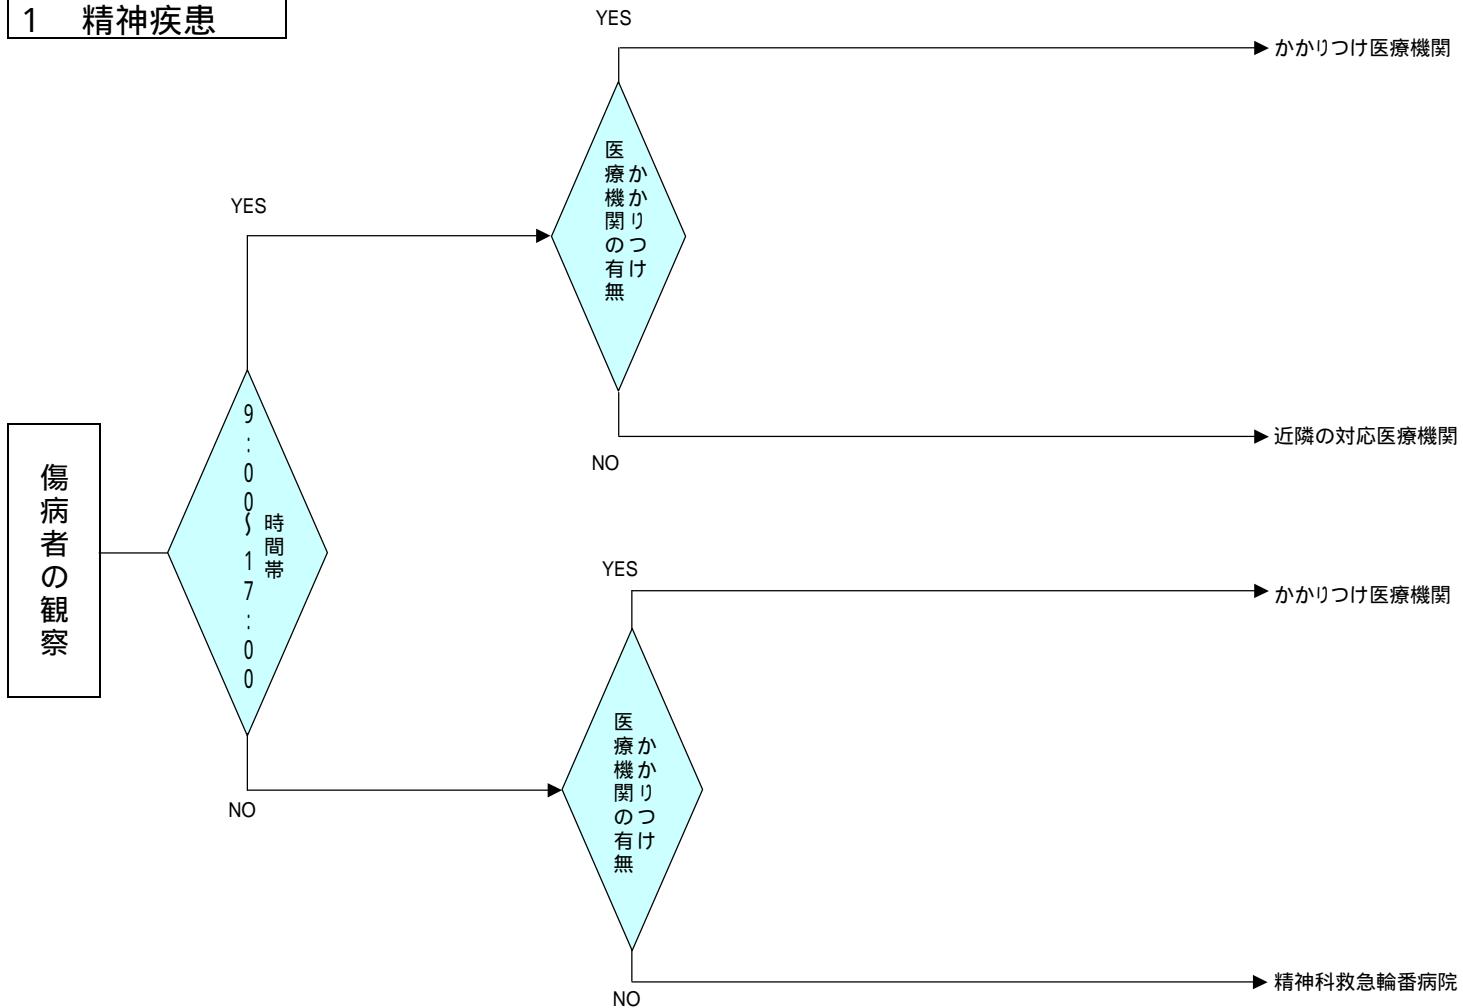 1 精神疾患
YES
かかりつけ医療機関
かかりつけ
医療機関の有無
YES
近隣の対応医療機関
NO
時間帯
9:00~17:00
傷病者の観察
YES
かかりつけ医療機関
かかりつけ
医療機関の有無
NO
精神科救急輪番病院
NO